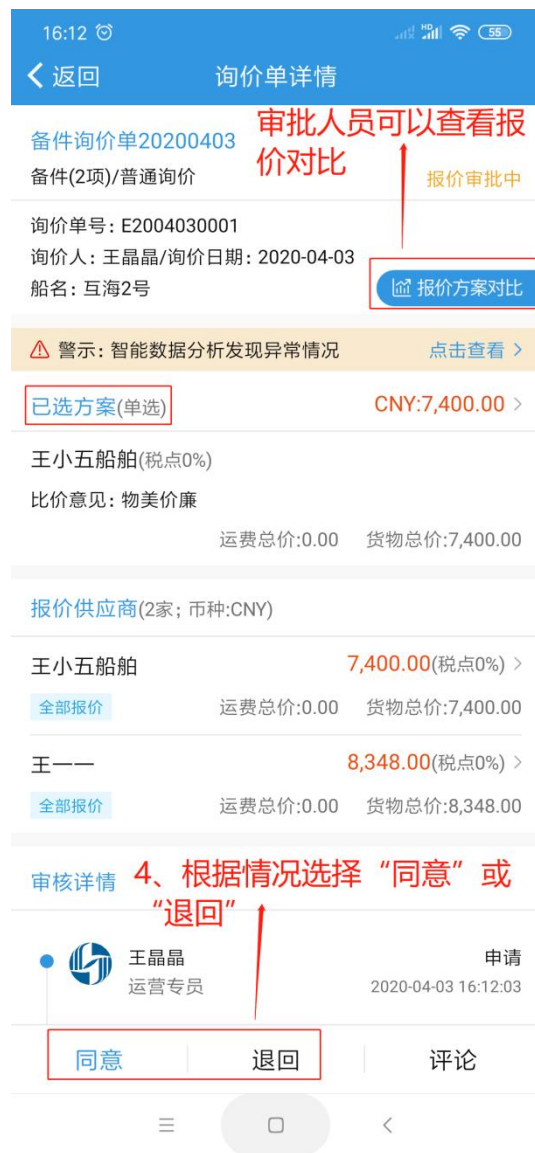 16:12
HD
55
返回
询价单详情
备件询价单20200403
审批人员可以查看报
价对比
备件(2项)/普通询价
报价审批中
询价单号: E2004030001
询价人: 王晶晶/询价日期: 2020-04-03
船名: 互海2号
报价方案对比
警示: 智能数据分析发现异常情况
点击查看
已选方案(单选)
CNY:7,400.00
王小五船舶(税点0%)
比价意见: 物美价廉
运费总价:0.00 货物总价:7,400.00
报价供应商(2家; 币种:CNY)
王小五船舶
7,400.00(税点0%)
全部报价
运费总价:0.00 货物总价:7,400.00
王一一
8,348.00(税点0%)
全部报价
运费总价:0.00 货物总价:8,348.00
审核详情
4、根据情况选择“同意”或
“退回”
王晶晶
申请
运营专员
2020-04-03 16:12:03
同意
退回
评论